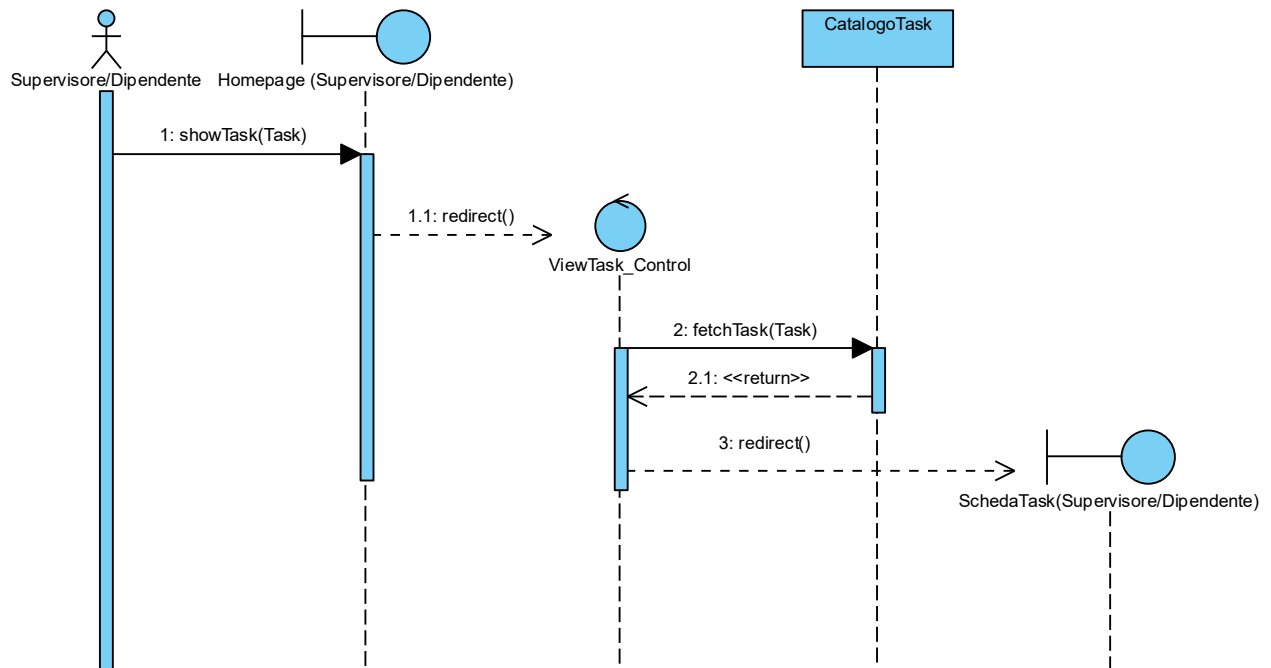 CatalogoTask
Supervisore/Dipendente
Homepage (Supervisore/Dipendente)
1: showTask(Task)
1.1: redirect()
ViewTask_Control
2: fetchTask(Task)
2.1: <<return>>
3: redirect()
SchedaTask(Supervisore/Dipendente)